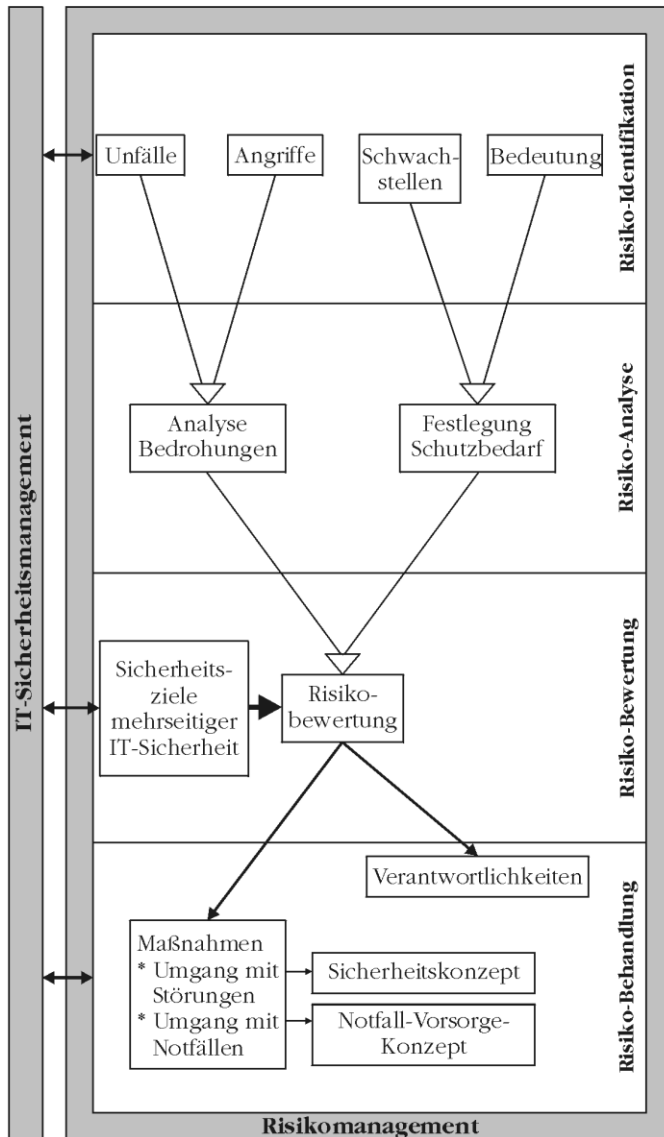 IT-Sicherheitsmanagement
Unfälle
Angriffe
Schwach-
stellen
Bedeutung
Risiko-Identifikation
Analyse
Bedrohungen
Festlegung
Schutzbedarf
Risiko-Analyse
Sicherheits-
ziele
mehrseitiger
IT-Sicherheit
Risiko-
bewertung
Risiko-Bewertung
Verantwortlichkeiten
Maßnahmen
* Umgang mit
Störungen
* Umgang mit
Notfällen
Sicherheitskonzept
Notfall-Vorsorge-
Konzept
Risiko-Behandlung
Risikomanagement